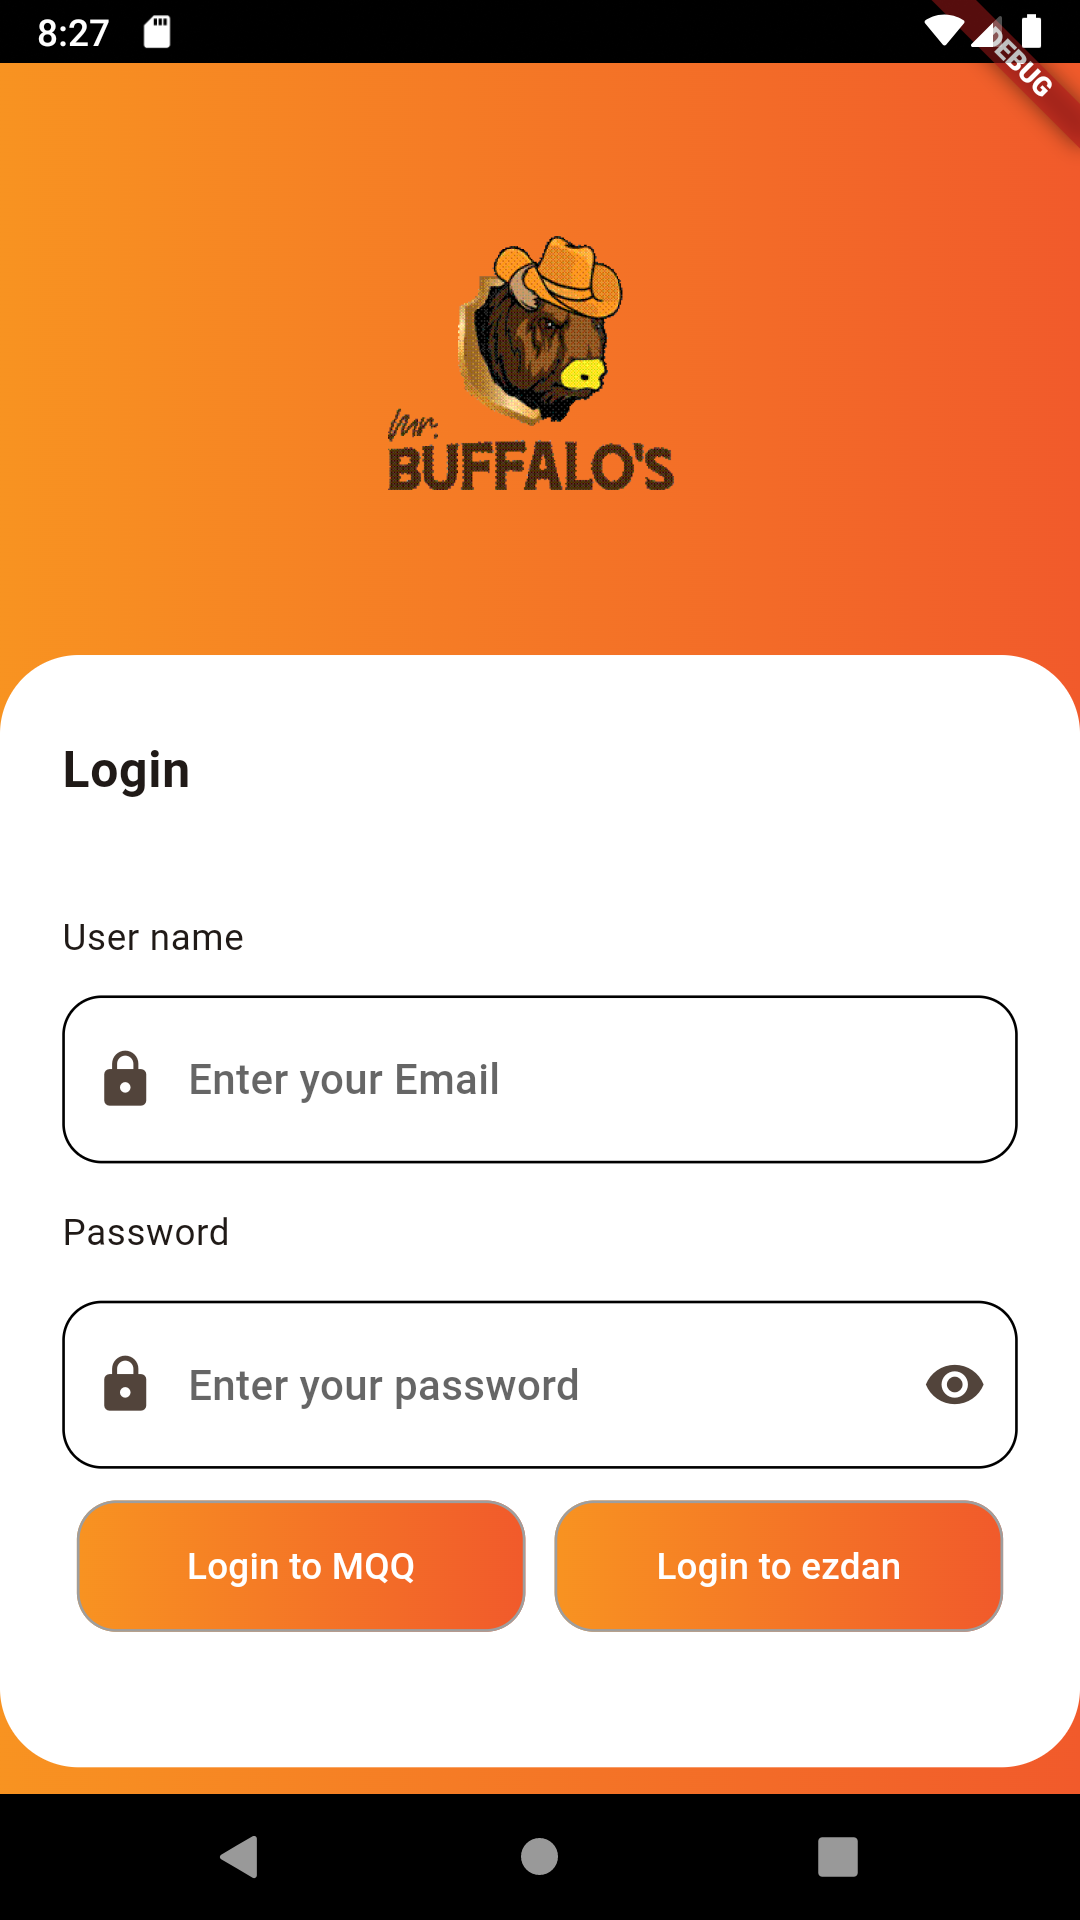 8:27
DEBUG
Mr.
BUFFALO'S
Login
User name
Enter your Email
Password
Enter your password
Login to MQQ
Login to ezdan